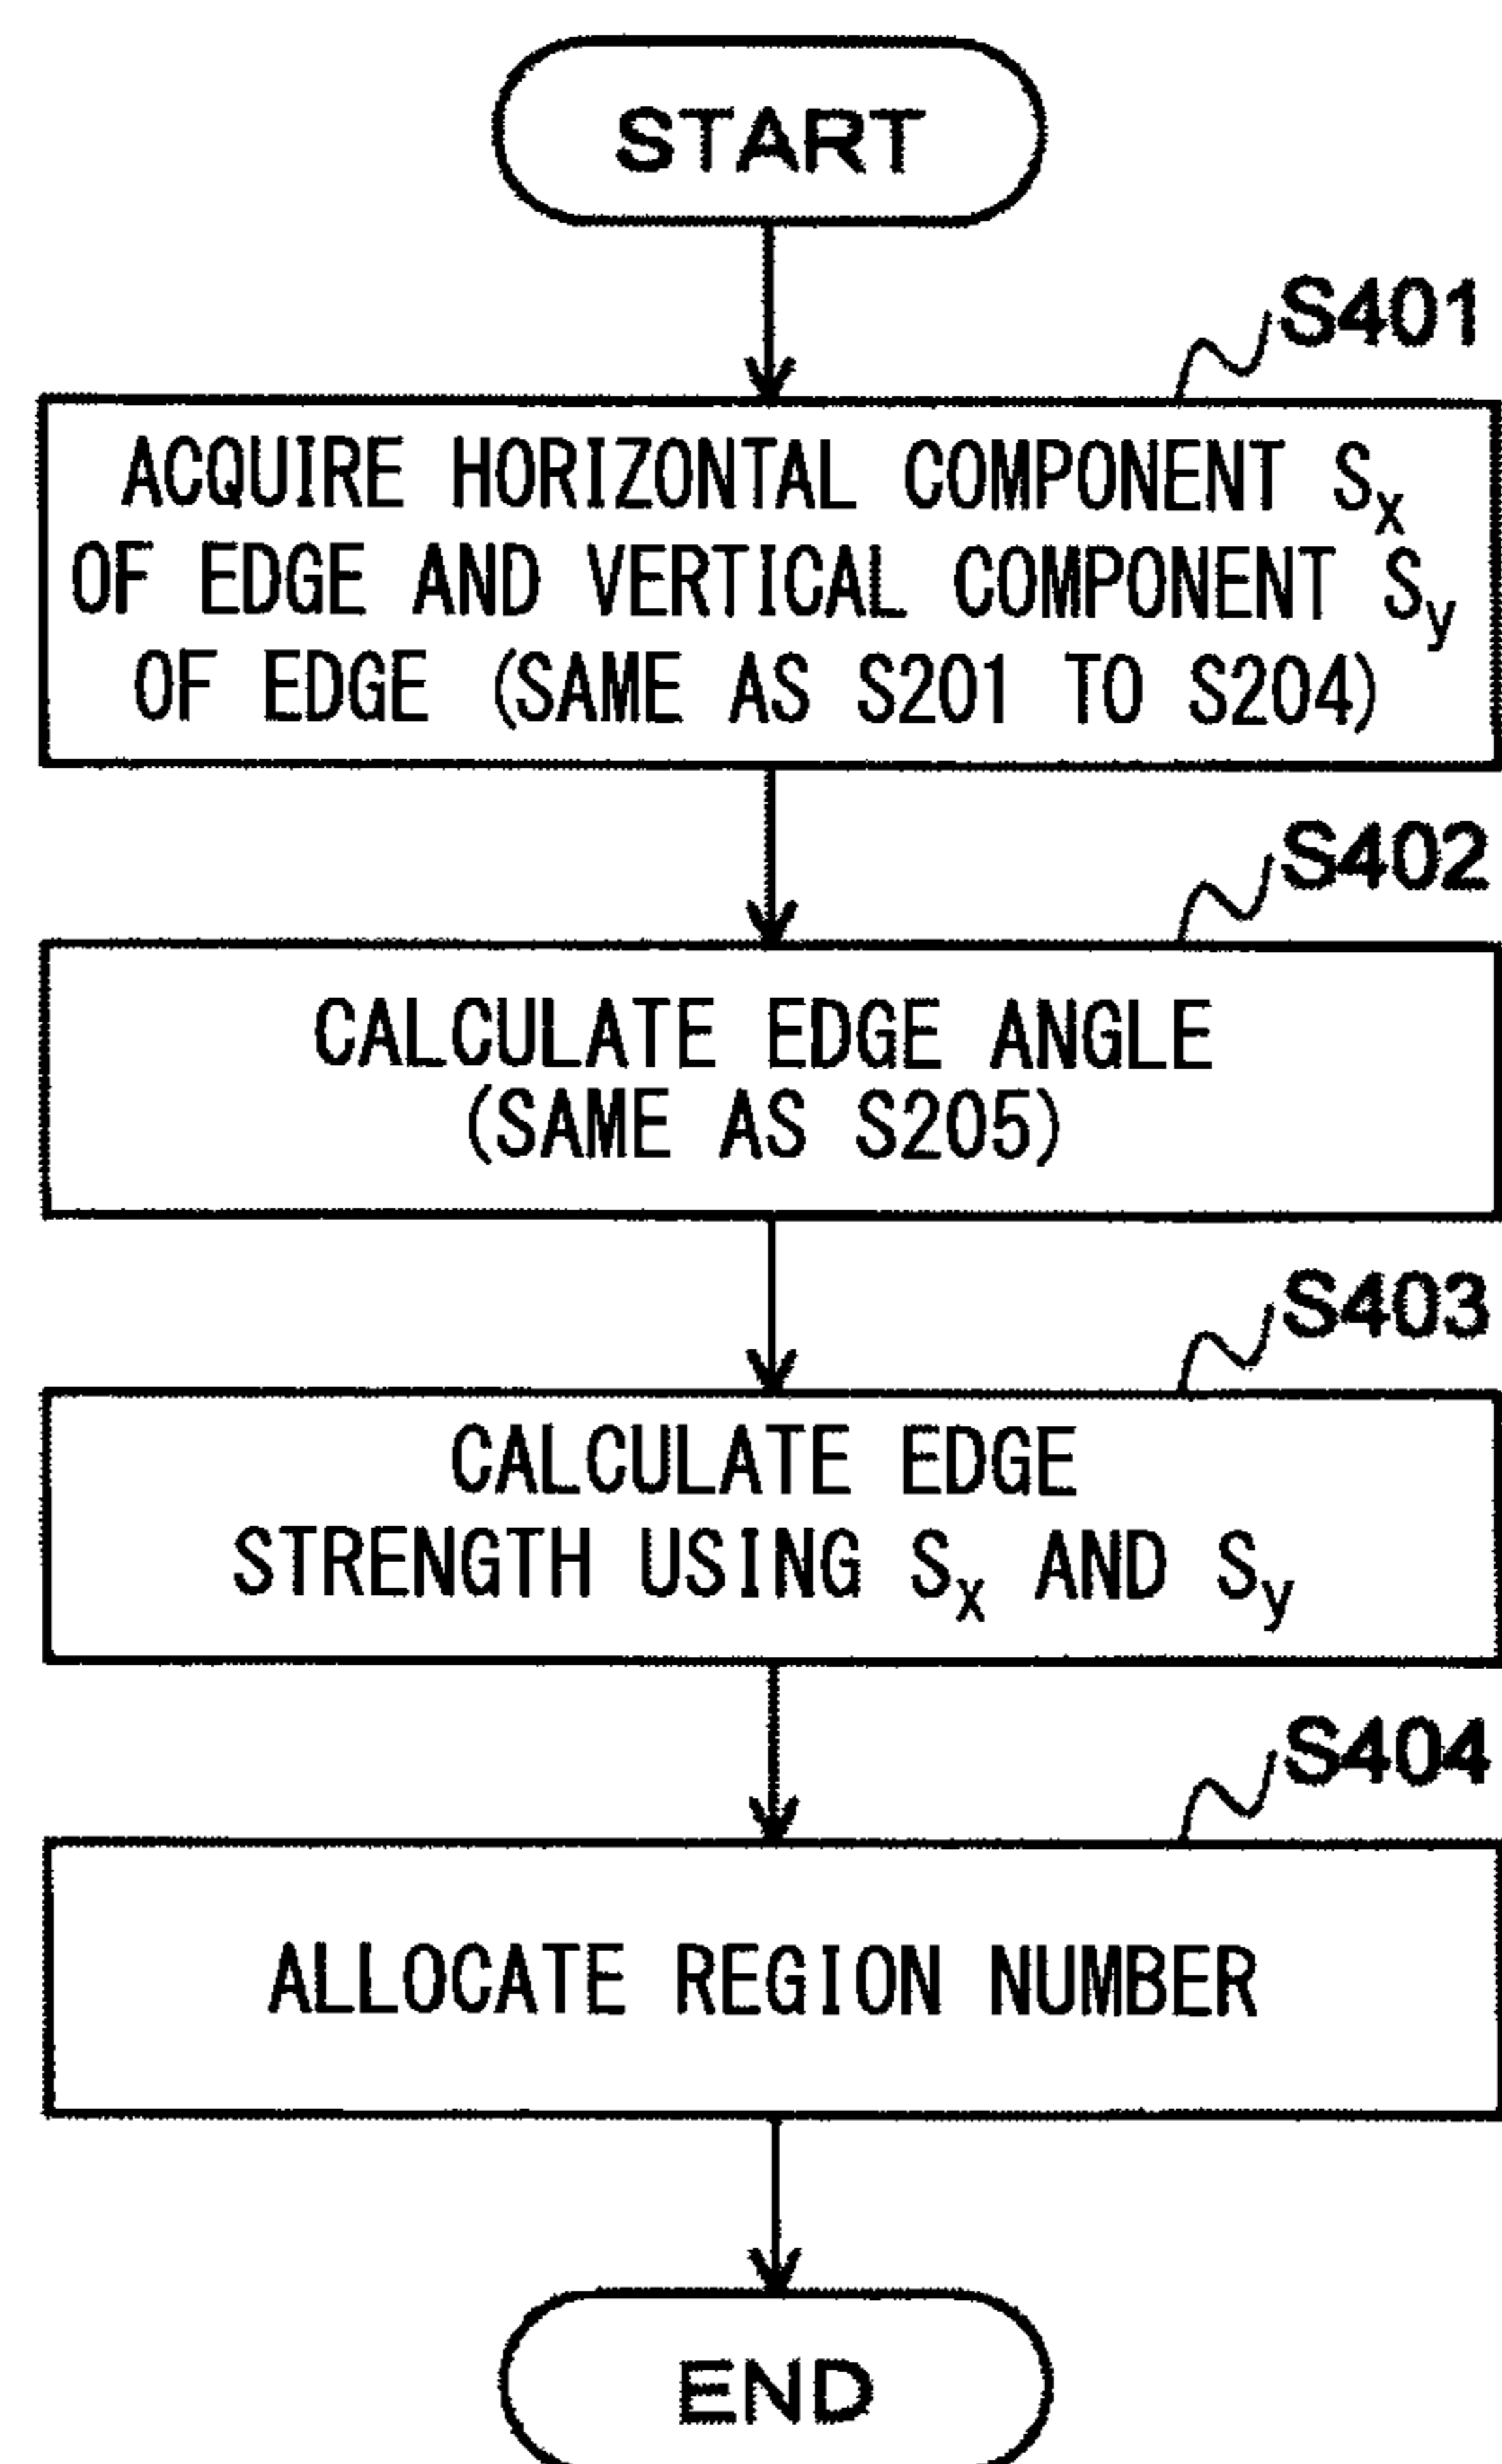 START
S401
ACQUIRE HORIZONTAL COMPONENT Sx
OF EDGE AND VERTICAL COMPONENT Sy
OF EDGE (SAME AS S201 TO S204)
S402
CALCULATE EDGE ANGLE
(SAME AS S205)
S403
CALCULATE EDGE
STRENGTH USING Sx AND Sy
S404
ALLOCATE REGION NUMBER
END